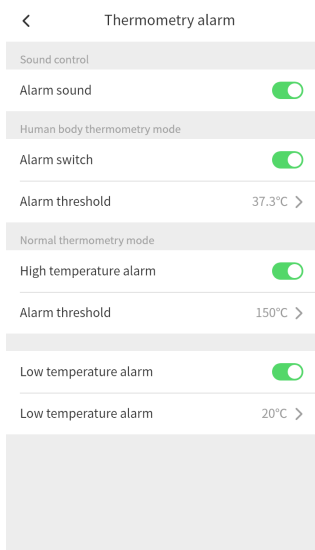 Thermometry alarm
Sound control
Alarm sound
Human body thermometry mode
Alarm switch
Alarm threshold 37.3℃
Normal thermometry mode
High temperature alarm
Alarm threshold 150℃
Low temperature alarm
Low temperature alarm 20℃